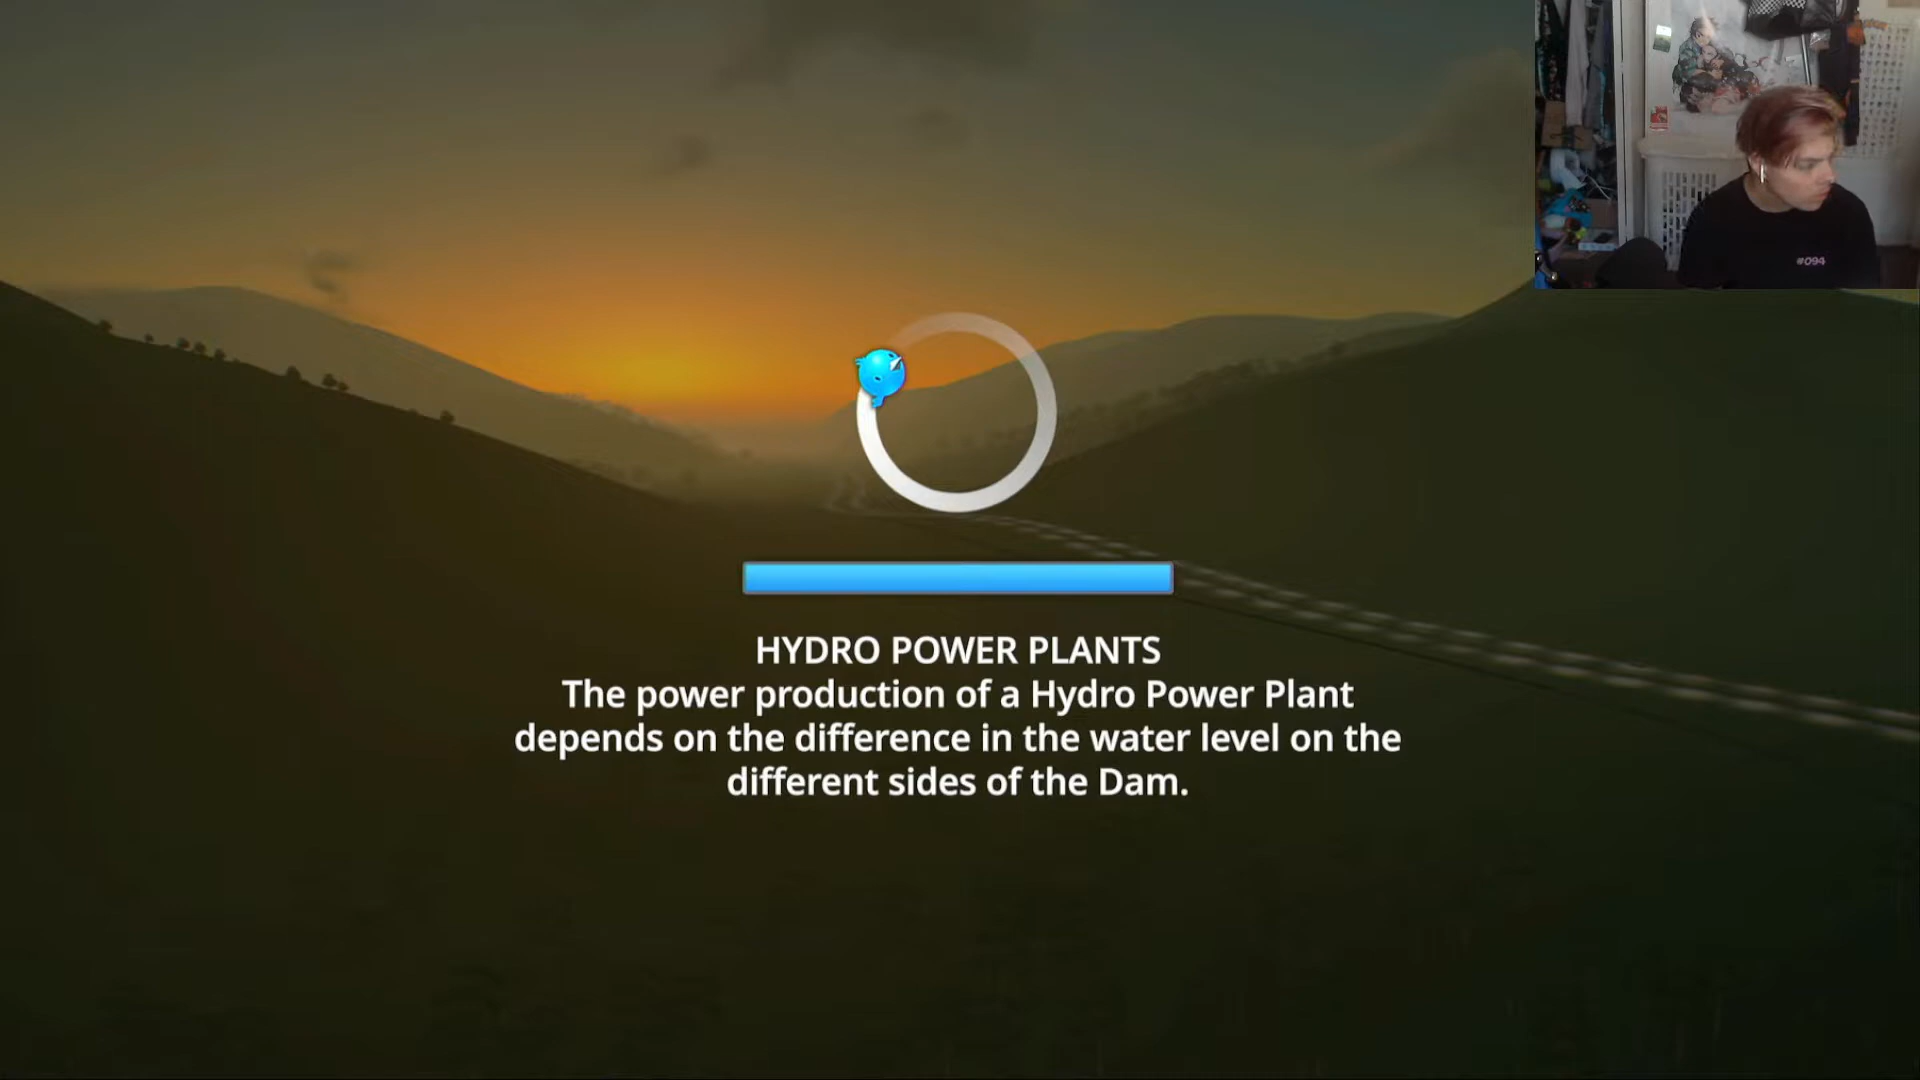 #094
HYDRO POWER PLANTS
The power production of a Hydro Power Plant
depends on the difference in the water level on the
different sides of the Dam.